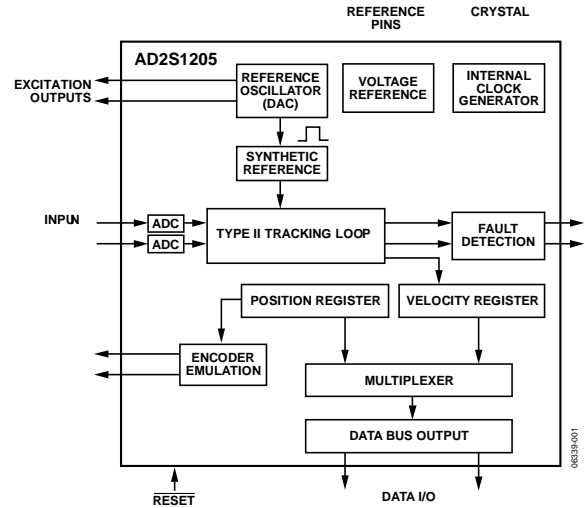 REFERENCE
PINS
CRYSTAL
AD2S1205
EXCITATION
OUTPUTS
REFERENCE
OSCILLATOR
(DAC)
VOLTAGE
REFERENCE
INTERNAL
CLOCK
GENERATOR
SYNTHETIC
REFERENCE
INPUN
ADC
ADC
TYPE II TRACKING LOOP
FAULT
DETECTION
POSITION REGISTER
VELOCITY REGISTER
ENCODER
EMULATION
MULTIPLEXER
DATA BUS OUTPUT
RESET
DATA I/O
06339-001